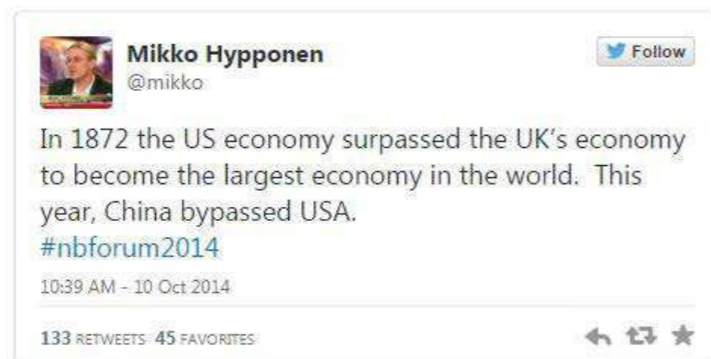 Mikko Hypponen
@mikko
Follow
In 1872 the US economy surpassed the UK's economy
to become the largest economy in the world. This
year, China bypassed USA.
#nbforum2014
10:39 AM - 10 Oct 2014
133 RETWEETS 45 FAVORITES